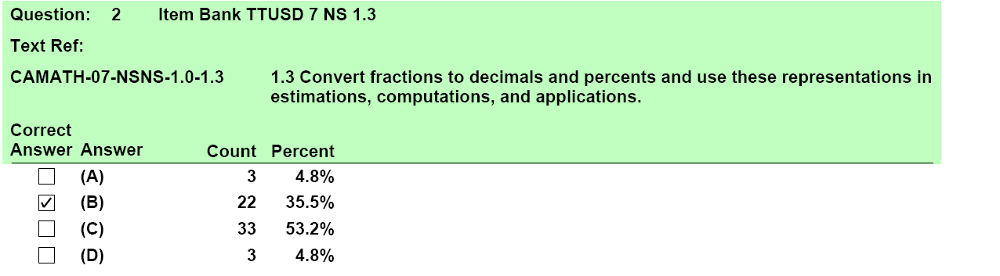 Question: 2 Item Bank TTUSD 7 NS 1.3
Text Ref:
CAMATH-07-NSNS-1.0-1.3 1.3 Convert fractions to decimals and percents and use these representations in
estimations, computations, and applications.
Correct
Answer Answer Count Percent
(A) 3 4.8%
(B) 22 35.5%
(C) 33 53.2%
(D) 3 4.8%